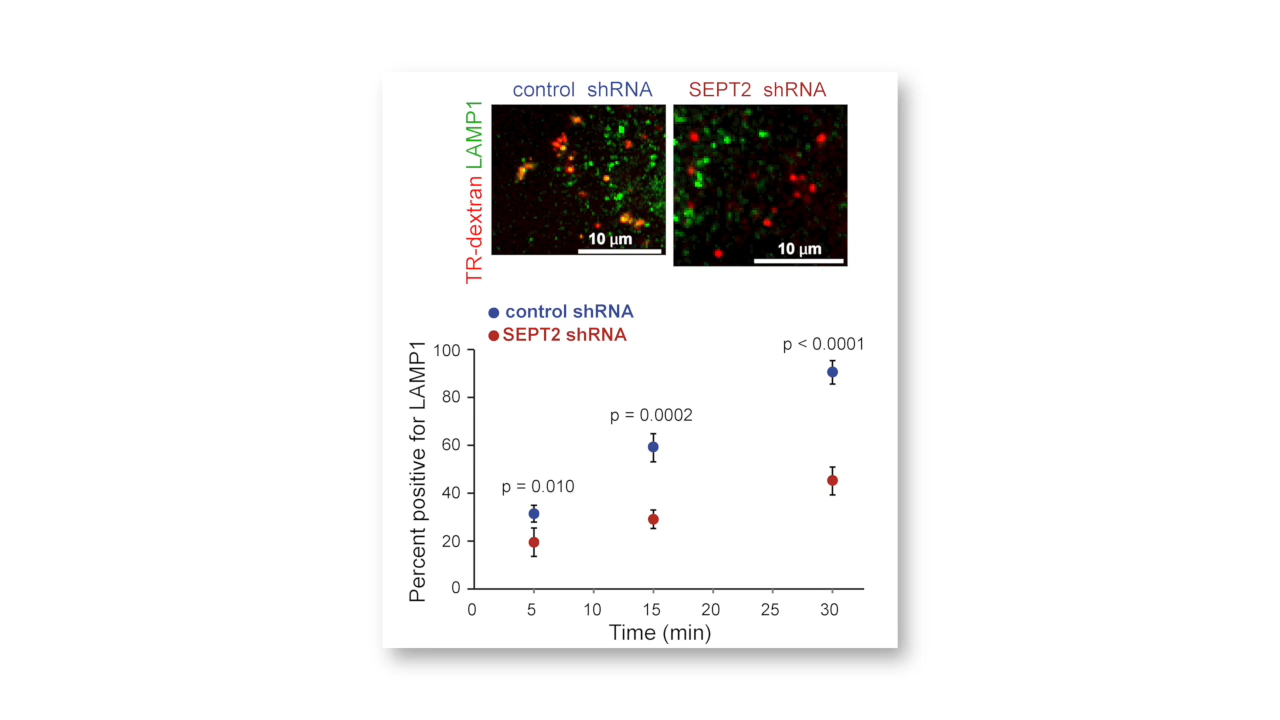 control shRNA
SEPT2 shRNA
TR-dextran LAMP1
10 µm
10 µm
control shRNA
SEPT2 shRNA
Percent positive for LAMP1
100
80
60
40
20
0
p = 0.010
p = 0.0002
p < 0.0001
0 5 10 15 20 25 30
Time (min)